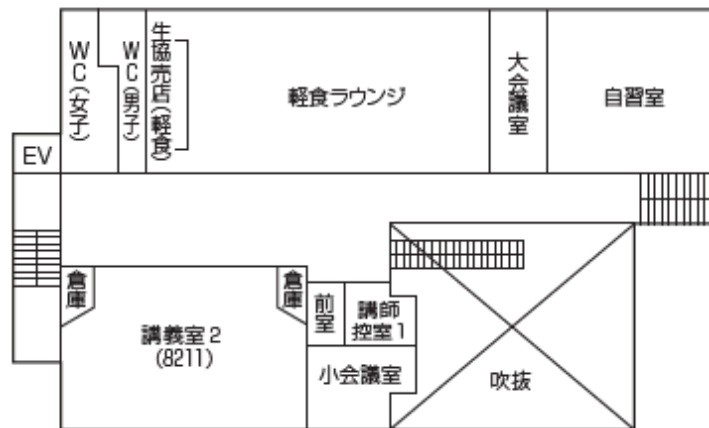 WC(女子)
WC(男子)
生協売店(軽食)
軽食ラウンジ
大会議室
自習室
EV
倉庫
倉庫
前室
講師
控室1
講義室2
(8211)
小会議室
吹抜